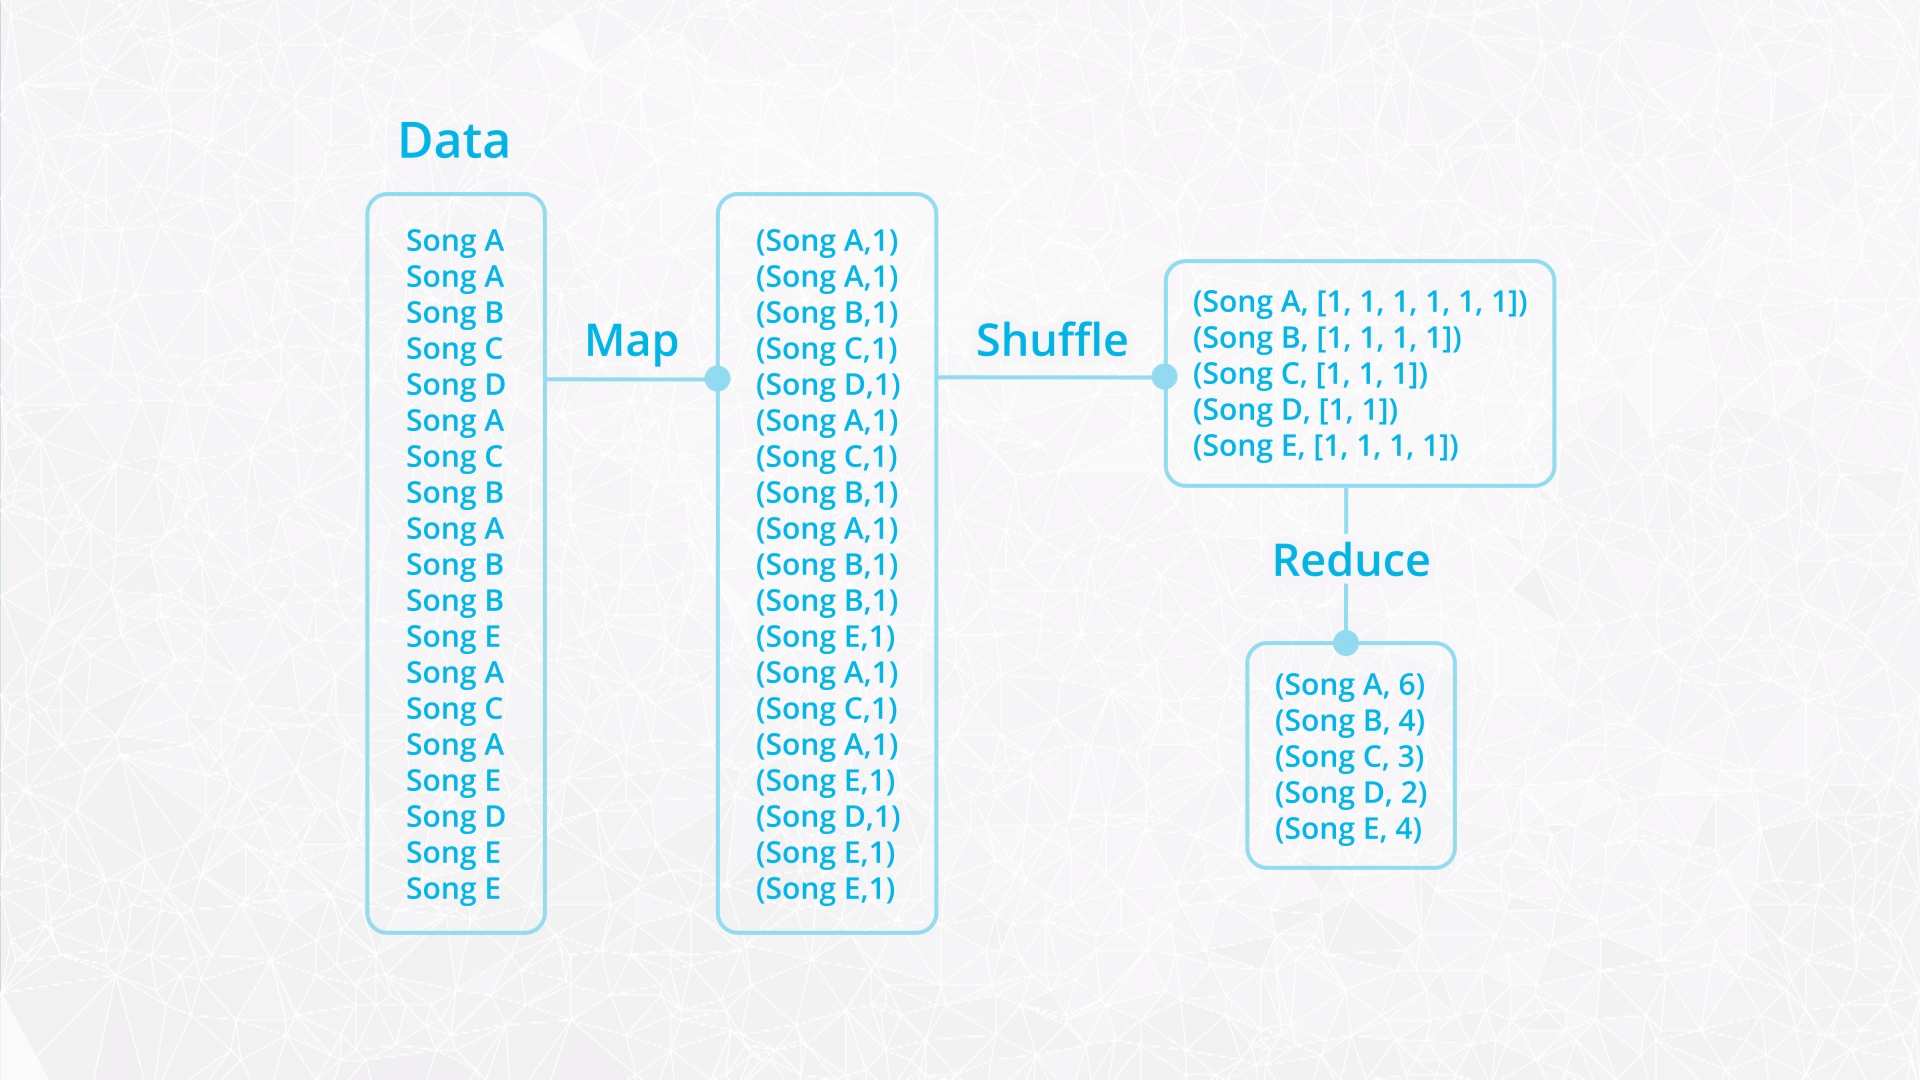 Data
Song A
Song A
Song B
Song C
Song D
Song A
Song C
Song B
Song A
Song B
Song B
Song E
Song A
Song C
Song A
Song E
Song D
Song E
Song E
Map
(Song A,1)
(Song A,1)
(Song B,1)
(Song C,1)
(Song D,1)
(Song A,1)
(Song C,1)
(Song B,1)
(Song A,1)
(Song B,1)
(Song B,1)
(Song E,1)
(Song A,1)
(Song C,1)
(Song A,1)
(Song E,1)
(Song D,1)
(Song E,1)
(Song E,1)
Shuffle
(Song A, [1, 1, 1, 1, 1, 1])
(Song B, [1, 1, 1, 1])
(Song C, [1, 1, 1])
(Song D, [1, 1])
(Song E, [1, 1, 1, 1])
Reduce
(Song A, 6)
(Song B, 4)
(Song C, 3)
(Song D, 2)
(Song E, 4)